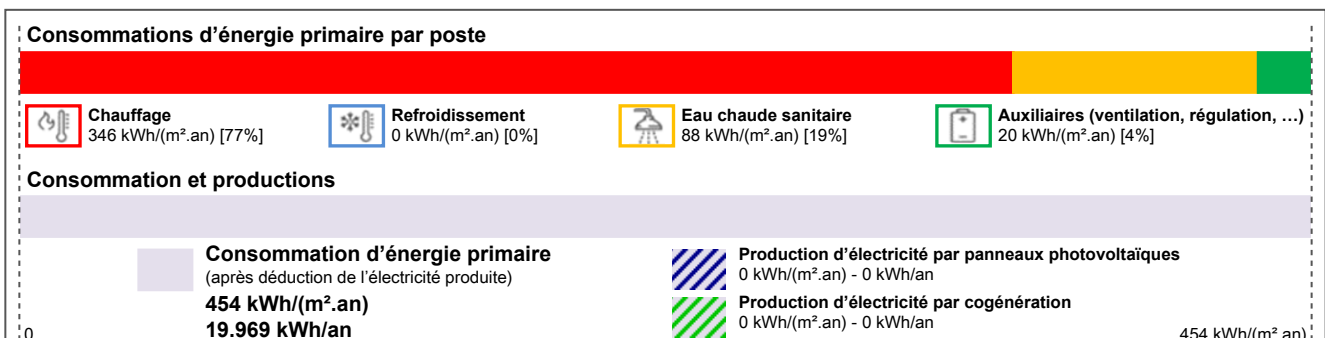 Consommations d'énergie primaire par poste
Chauffage
346 kWh/(m².an) [77%]
Refroidissement
0 kWh/(m².an) [0%]
Eau chaude sanitaire
88 kWh/(m².an) [19%]
Auxiliaires (ventilation, régulation, …)
20 kWh/(m².an) [4%]
Consommation et productions
Consommation d'énergie primaire
(après déduction de l'électricité produite)
454 kWh/(m².an)
19.969 kWh/an
Production d'électricité par panneaux photovoltaïques
0 kWh/(m².an) - 0 kWh/an
Production d'électricité par cogénération
0 kWh/(m².an) - 0 kWh/an
0
454 kWh/(m².an)